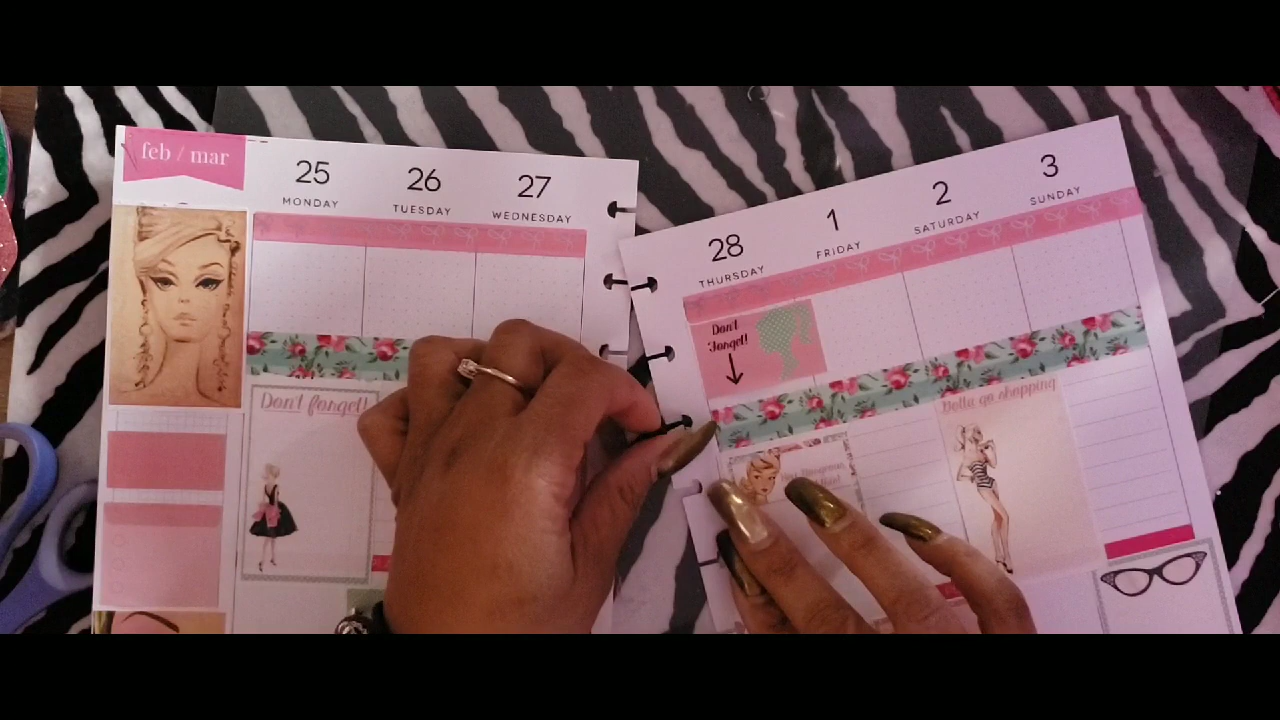 feb / mar
25
MONDAY
26
TUESDAY
27
WEDNESDAY
28
THURSDAY
1
FRIDAY
2
SATURDAY
3
SUNDAY
Don't
Forget!
Don't forget!
Dolla go shopping